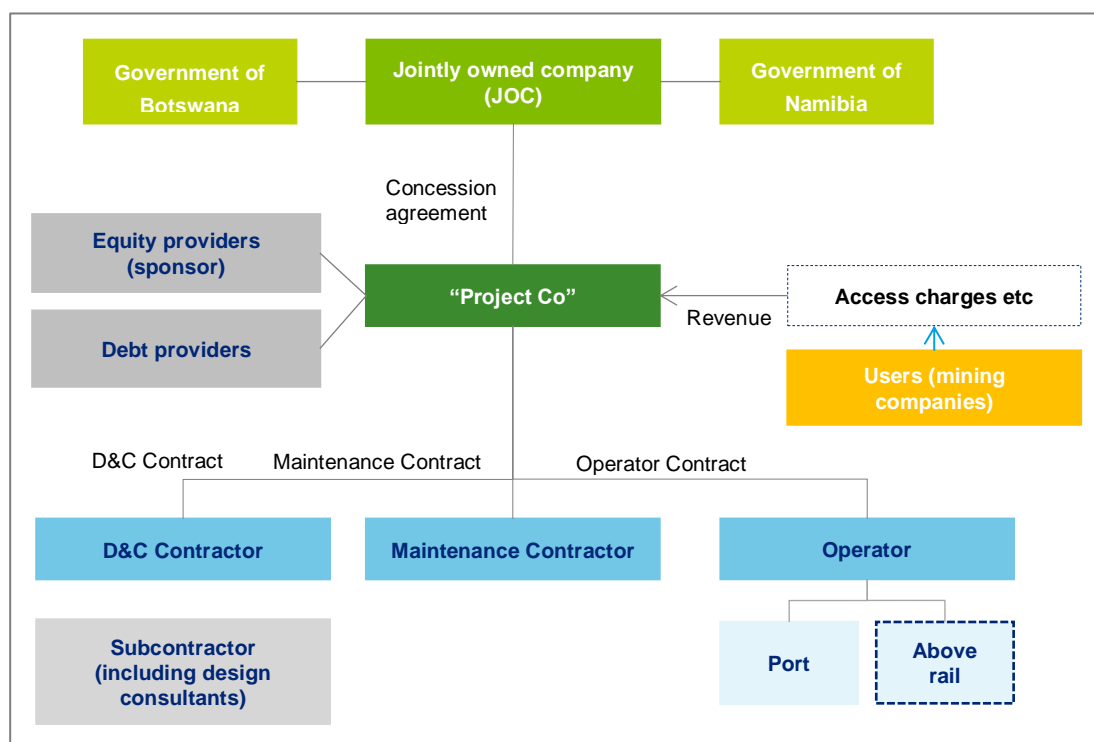 Government of
Botswana
Jointly owned company
(JOC)
Government of
Namibia
Concession
agreement
Equity providers
(sponsor)
Debt providers
“Project Co”
Revenue
Access charges etc
Users (mining
companies)
D&C Contract
Maintenance Contract
Operator Contract
D&C Contractor
Maintenance Contractor
Operator
Subcontractor
(including design
consultants)
Port
Above
rail